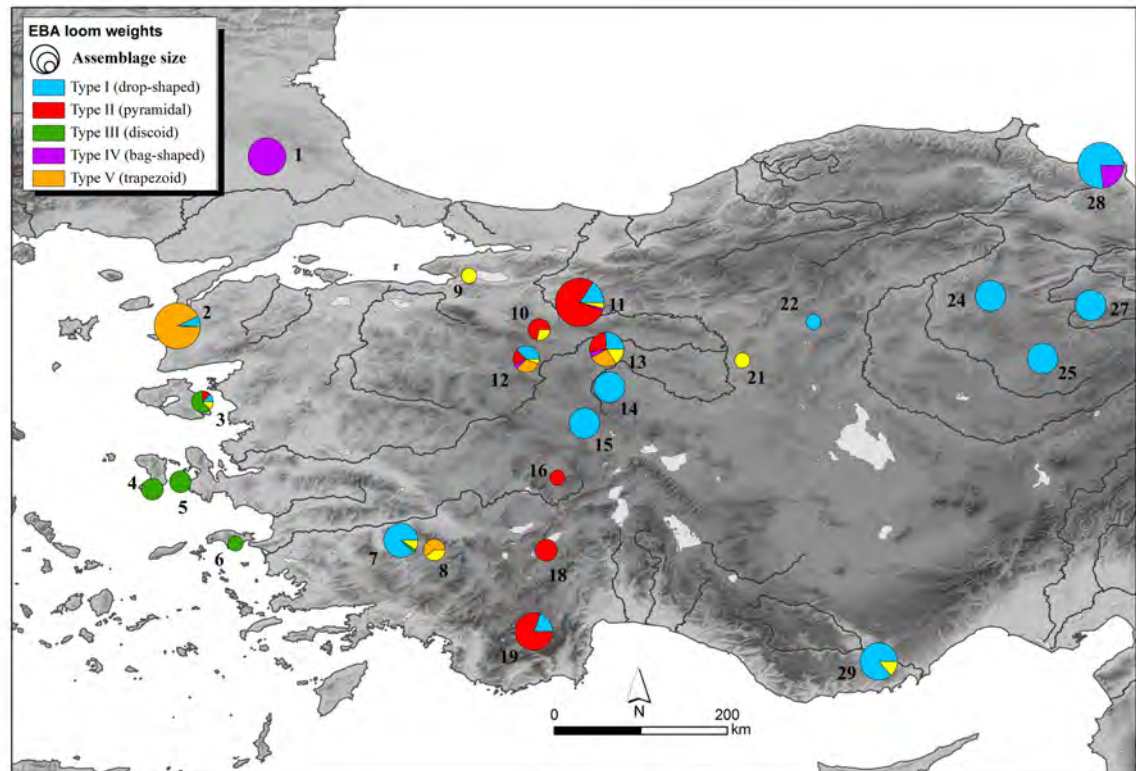 EBA loom weights
Assemblage size
Type I (drop-shaped)
Type II (pyramidal)
Type III (discoid)
Type IV (bag-shaped)
Type V (trapezoid)
1
28
2
9
11
22
24
27
10
12
13
21
25
14
3
15
16
4
5
6
7
8
18
19
29
N
0 200
km